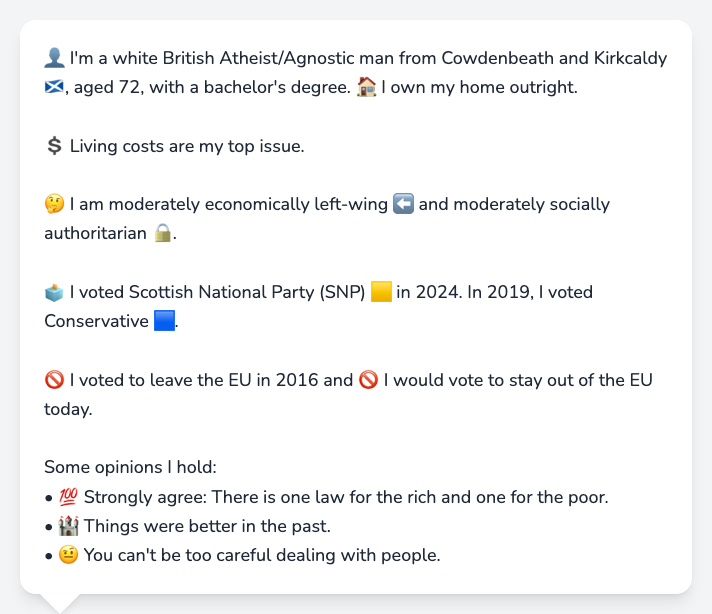 👤 I'm a white British Atheist/Agnostic man from Cowdenbeath and Kirkcaldy
🏴󠁧󠁢󠁳󠁣󠁴󠁿, aged 72, with a bachelor's degree. 🏠 I own my home outright.
💲 Living costs are my top issue.
🤔 I am moderately economically left-wing ⬅️ and moderately socially
authoritarian 🔒.
🗳️ I voted Scottish National Party (SNP) 🟨 in 2024. In 2019, I voted
Conservative 🟦.
🚫 I voted to leave the EU in 2016 and 🚫 I would vote to stay out of the EU
today.
Some opinions I hold:
• 💯 Strongly agree: There is one law for the rich and one for the poor.
• 🏰 Things were better in the past.
• 🤨 You can't be too careful dealing with people.